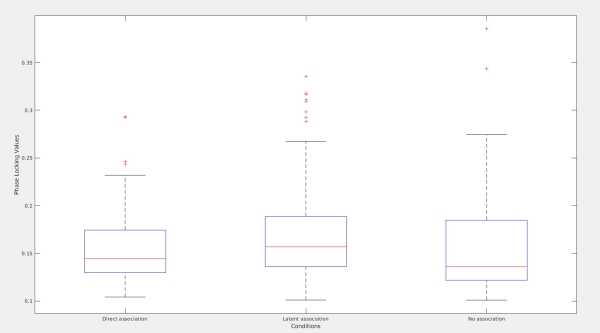 0.35
0.3
0.25
0.2
0.15
0.1
Phase Locking Values
Direct association
Latent association
No association
Conditions